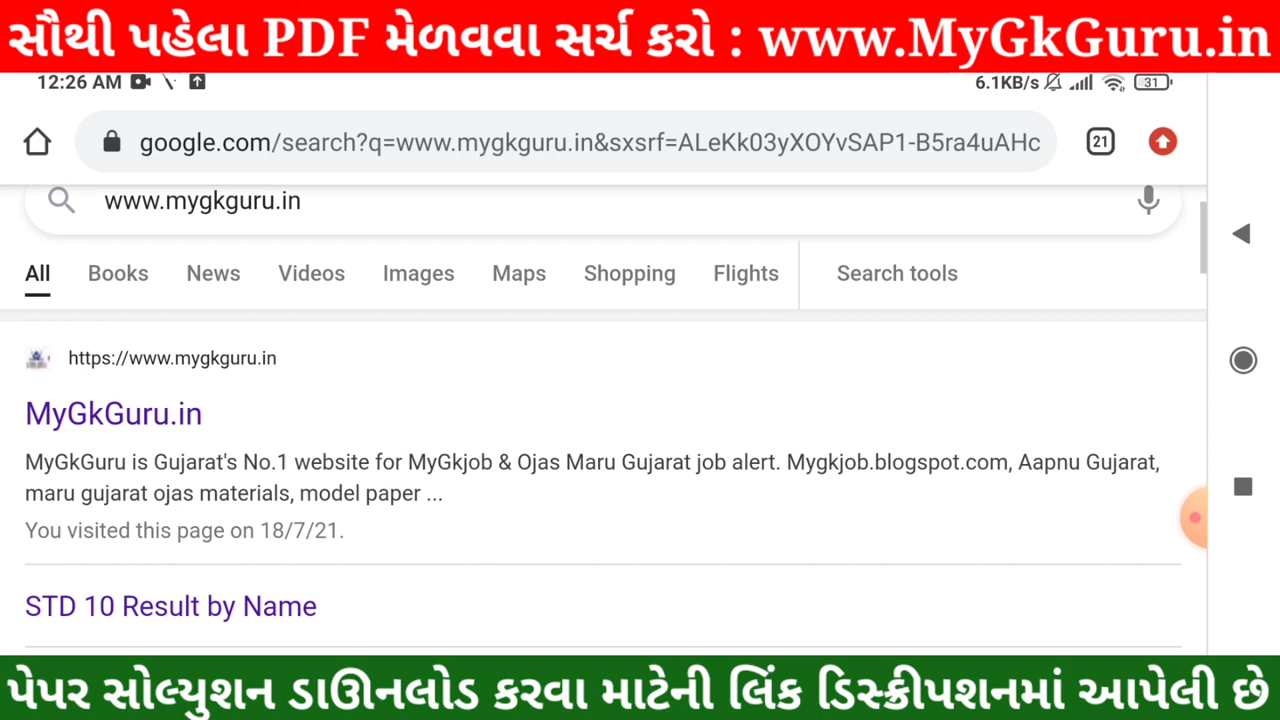 સૌથી પહેલા PDF મેળવવા સર્ચ કરો : www.MyGkGuru.in
12:26 AM 6.1KB/s 31
google.com/search?q=www.mygkguru.in&sxsrf=ALeKk03yXOYvSAP1-B5ra4uAHc 21
www.mygkguru.in
All Books News Videos Images Maps Shopping Flights Search tools
https://www.mygkguru.in
MyGkGuru.in
MyGkGuru is Gujarat's No.1 website for MyGkjob & Ojas Maru Gujarat job alert. Mygkjob.blogspot.com, Aapnu Gujarat,
maru gujarat ojas materials, model paper ...
You visited this page on 18/7/21.
STD 10 Result by Name
પેપર સોલ્યુશન ડાઊનલોડ કરવા માટેની લિંક ડિસ્ક્રીપશનમાં આપેલી છે